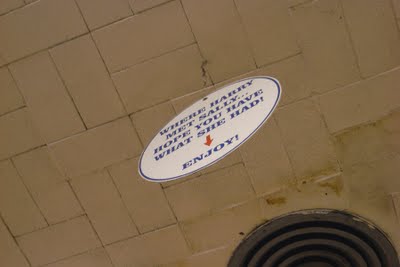 WHERE HARRY
MET SALLY...
HOPE YOU HAVE
WHAT SHE HAD!
ENJOY!